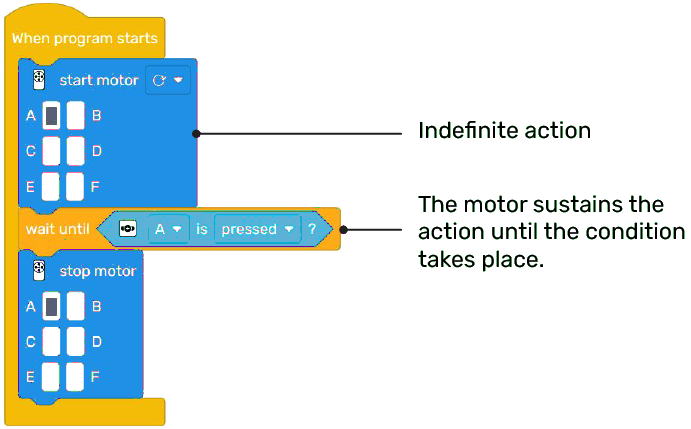 When program starts
start motor
A B
C D
E F
Indefinite action
wait until A is pressed ?
The motor sustains the
action until the condition
takes place.
stop motor
A B
C D
E F